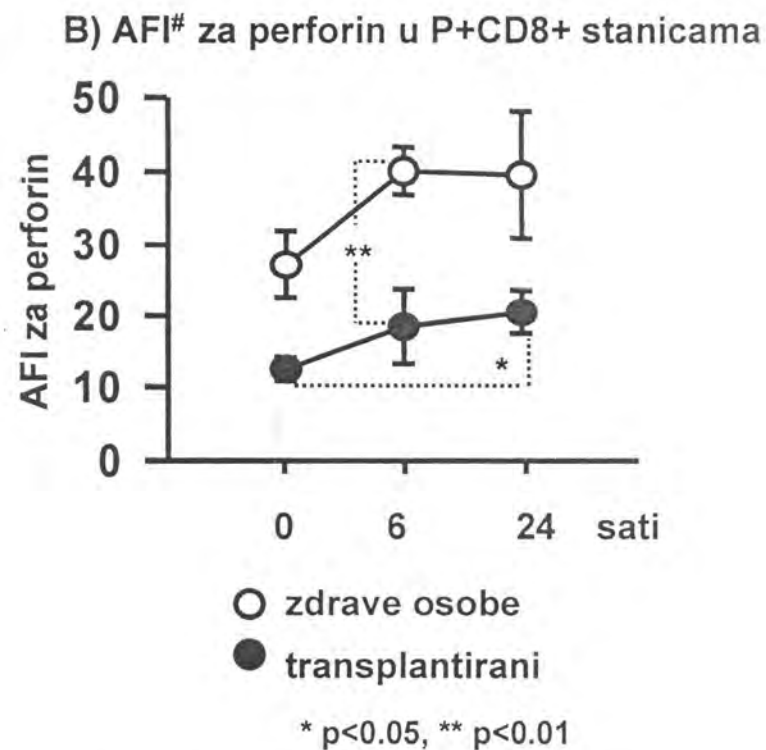 B) AFI# za perforin u P+CD8+ stanicama
AFI za perforin
50
40
30
20
10
0
**
*
0 6 24 sati
zdrave osobe
transplantirani
* p<0.05, ** p<0.01